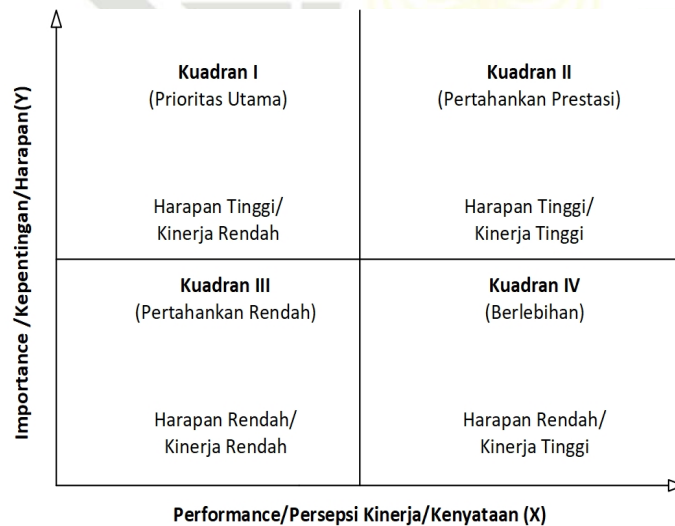 Importance /Kepentingan/Harapan(Y)
Kuadran I
(Prioritas Utama)
Harapan Tinggi/
Kinerja Rendah
Kuadran II
(Pertahankan Prestasi)
Harapan Tinggi/
Kinerja Tinggi
Kuadran III
(Pertahankan Rendah)
Harapan Rendah/
Kinerja Rendah
Kuadran IV
(Berlebihan)
Harapan Rendah/
Kinerja Tinggi
Performance/Persepsi Kinerja/Kenyataan (X)